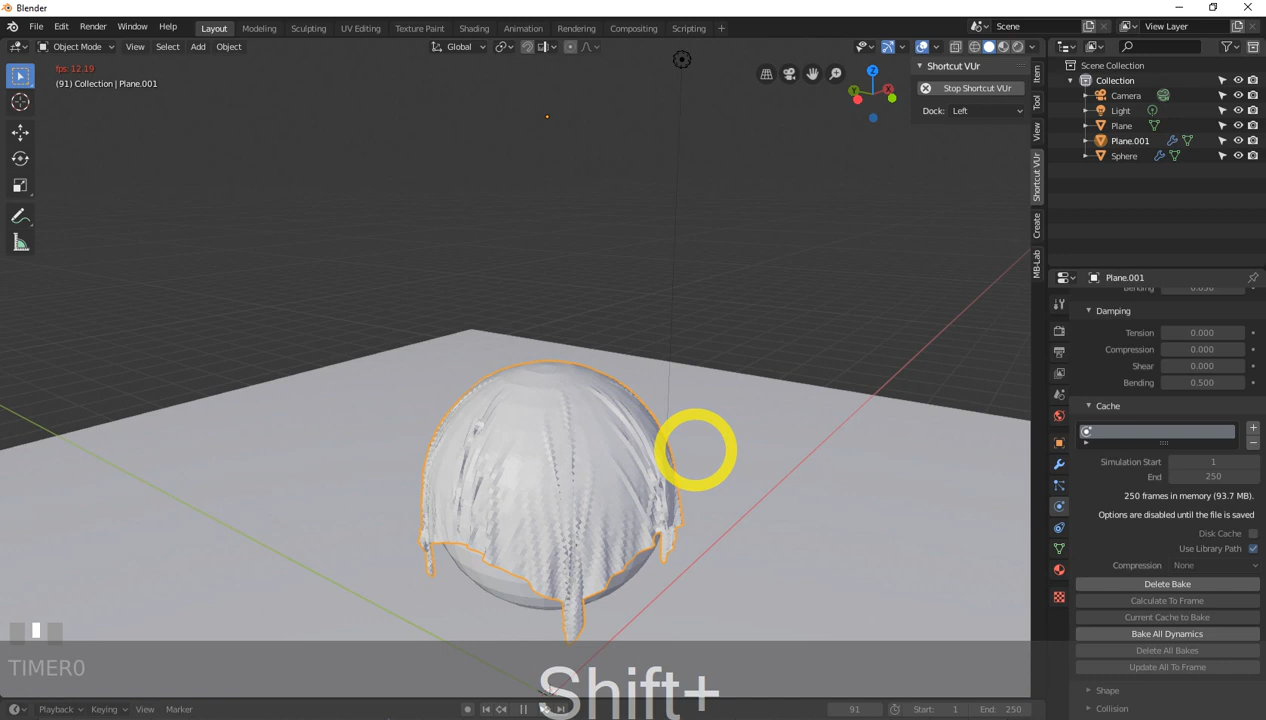 Blender
File Edit Render Window Help Layout Modeling Sculpting UV Editing Texture Paint Shading Animation Rendering Compositing Scripting + Scene View Layer
Object Mode View Select Add Object Global
fps: 12.19
(91) Collection | Plane.001
Shortcut VUr
Stop Shortcut VUr
Dock: Left
Item
Tool
View
Shortcut VUr
Create
MB-Lab
Z
Y
X
Scene Collection
Collection
Camera
Light
Plane
Plane.001
Sphere
Plane.001
Bending 0.050
Damping
Tension 0.000
Compression 0.000
Shear 0.000
Bending 0.500
Cache
Simulation Start 1
End 250
250 frames in memory (93.7 MB).
Options are disabled until the file is saved
Disk Cache
Use Library Path
Compression None
Delete Bake
Calculate To Frame
Current Cache to Bake
Bake All Dynamics
Delete All Bakes
Update All To Frame
Shape
Collision
TIMER0
Shift+
Playback Keying View Marker 91 Start: 1 End: 250